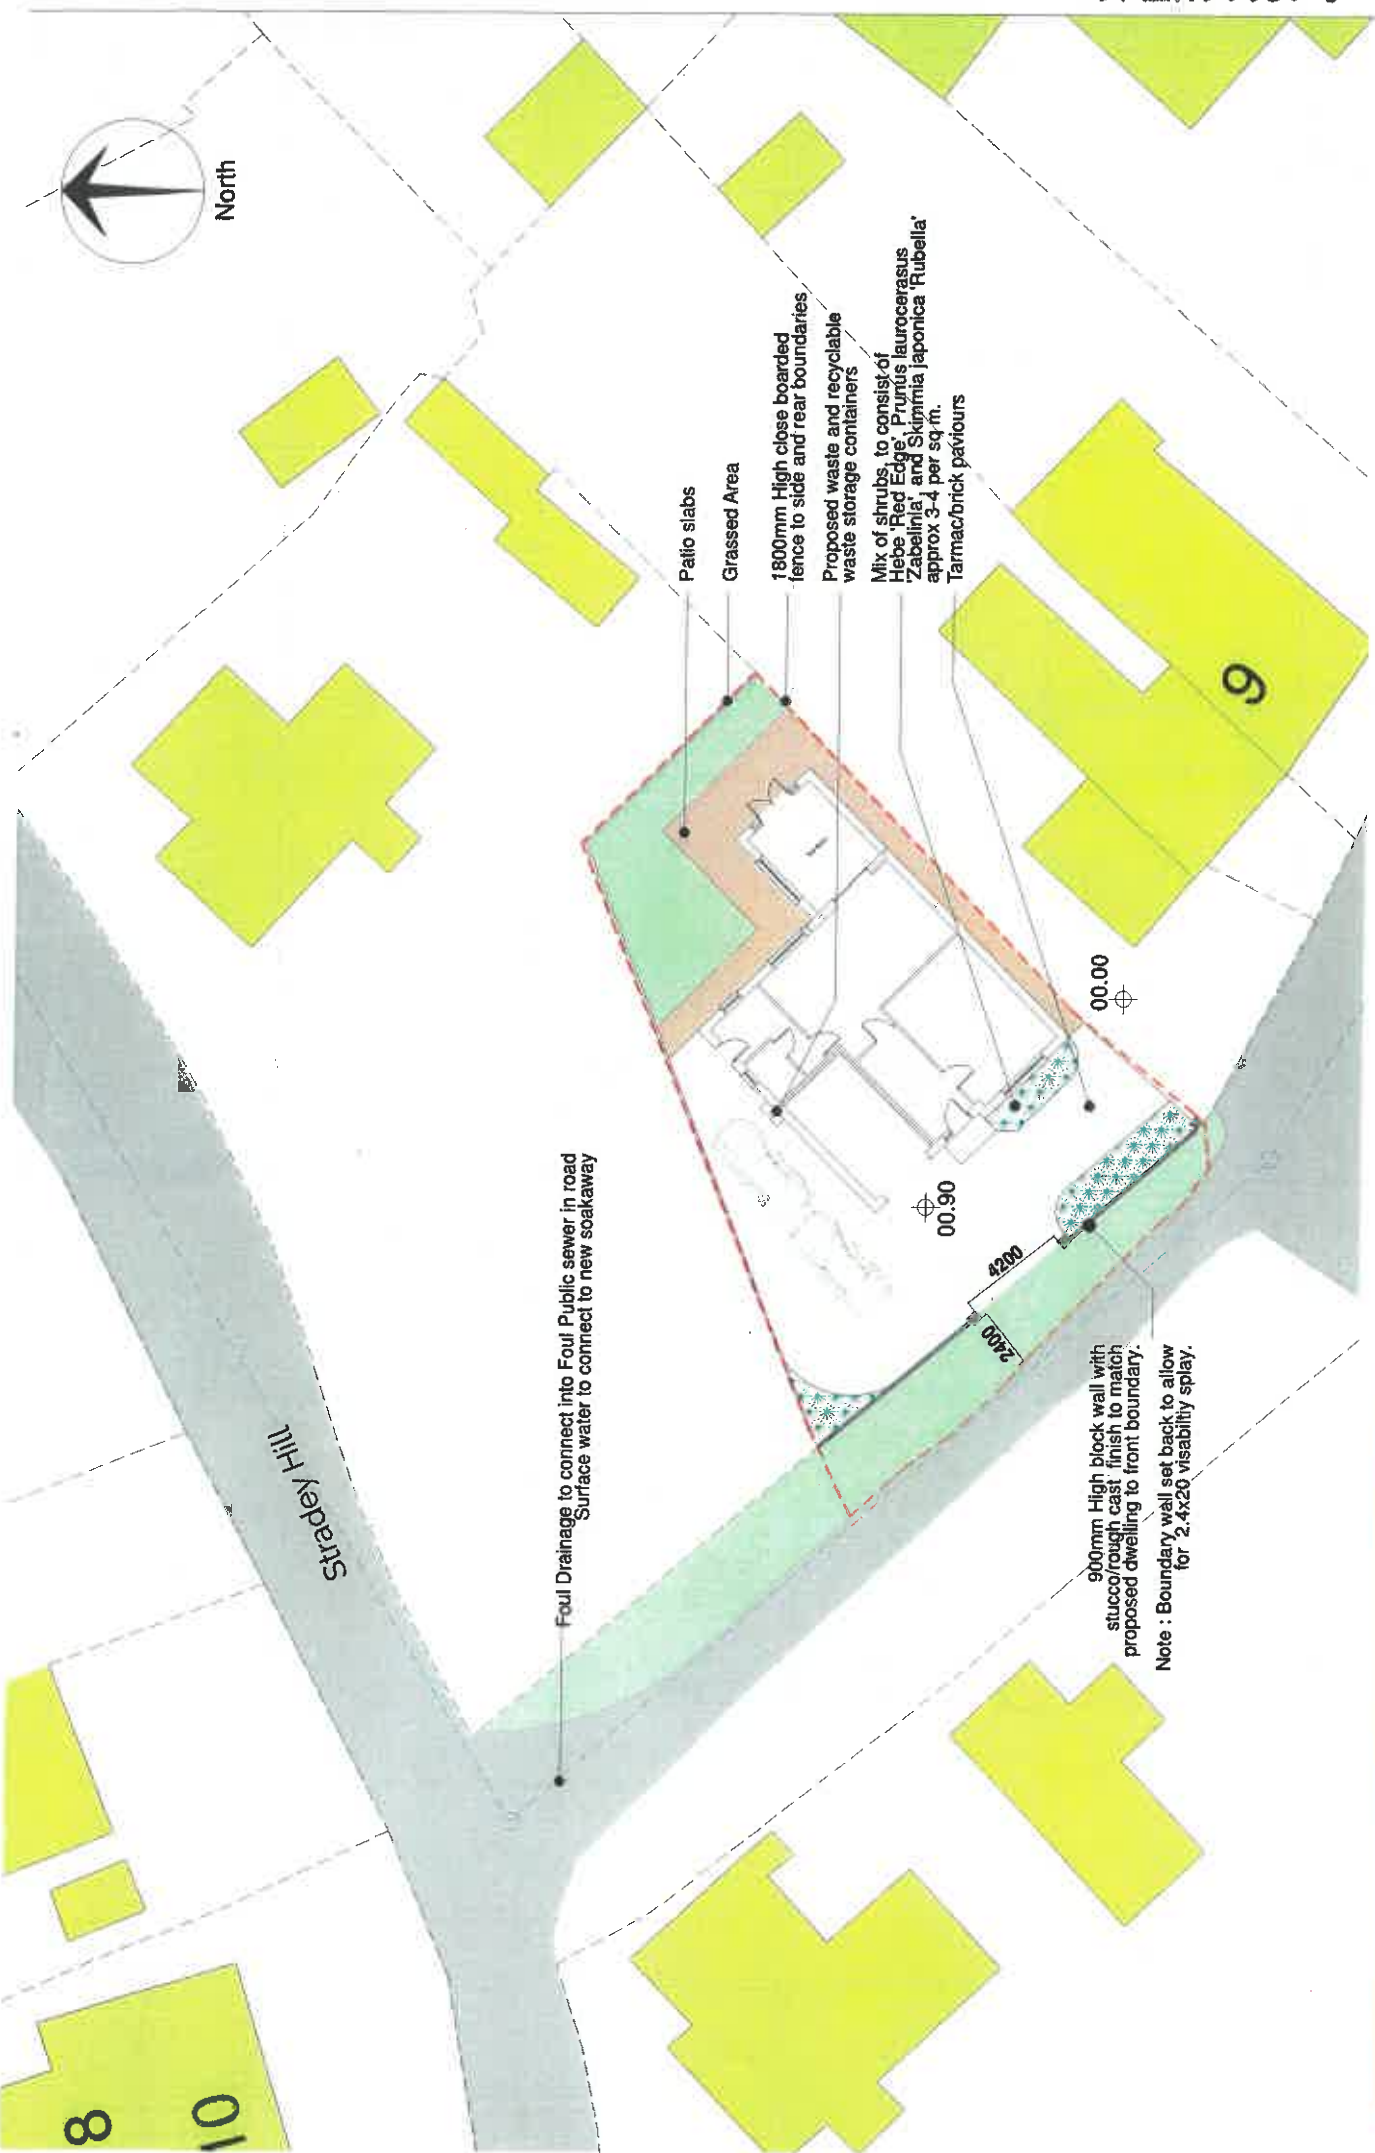 North
Patio slabs
Grassed Area
1800mm High close boarded
fence to side and rear boundaries
Proposed waste and recyclable
waste storage containers
Mix of shrubs, to consist of
Hebe 'Red Edge', Prunus laurocerasus
'Zabelinia' and Skimmia japonica 'Rubella'
approx 3-4 per sq m.
Tarmac/brick paviours
9
00.00
00.90
4200
2400
Foul Drainage to connect into Foul Public sewer in road
Surface water to connect to new soakaway
Stradey Hill
900mm High block wall with
stucco/rough cast finish to match
proposed dwelling to front boundary.
Note : Boundary wall set back to allow
for 2.4x20 visabiltiy splay.
8
10